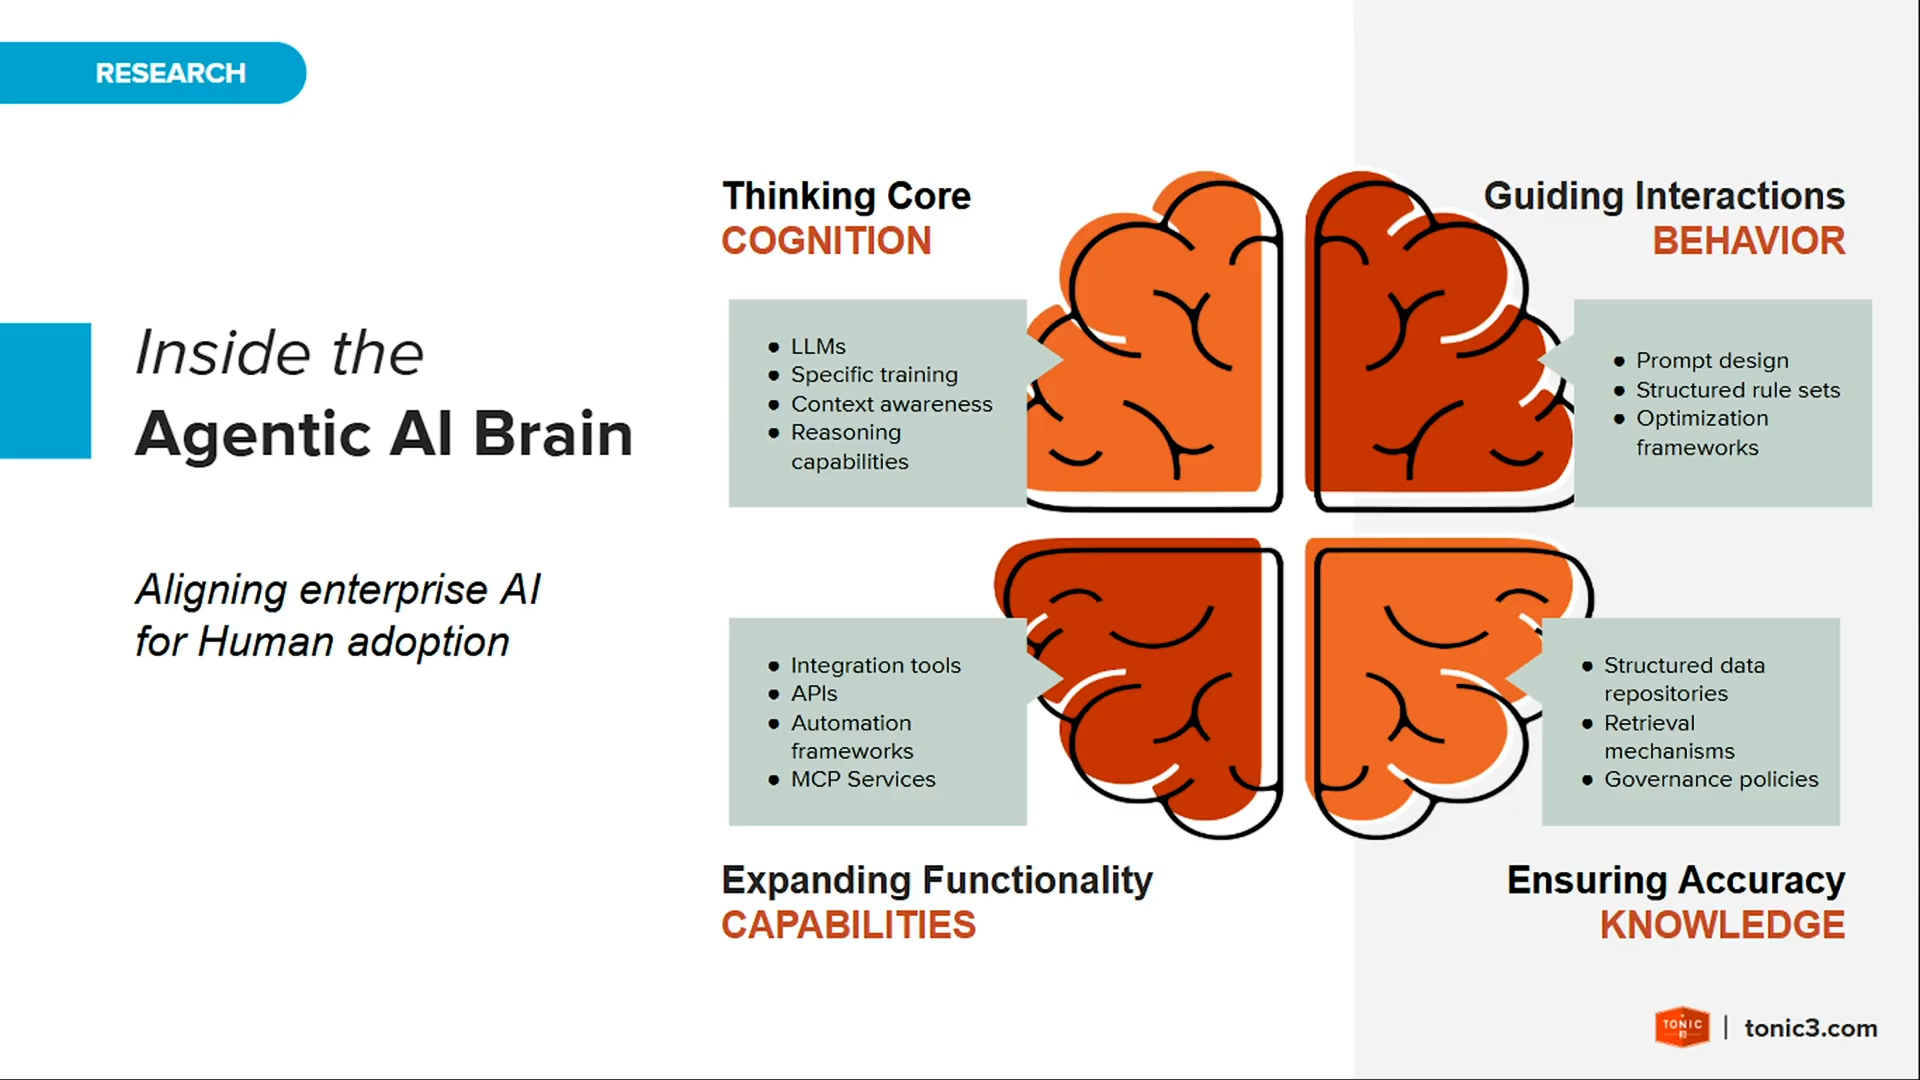 RESEARCH
Inside the
Agentic AI Brain
Aligning enterprise AI
for Human adoption
Thinking Core
COGNITION
● LLMs
● Specific training
● Context awareness
● Reasoning
capabilities
Guiding Interactions
BEHAVIOR
● Prompt design
● Structured rule sets
● Optimization
frameworks
● Integration tools
● APIs
● Automation
frameworks
● MCP Services
Expanding Functionality
CAPABILITIES
● Structured data
repositories
● Retrieval
mechanisms
● Governance policies
Ensuring Accuracy
KNOWLEDGE
TONIC
3
| tonic3.com